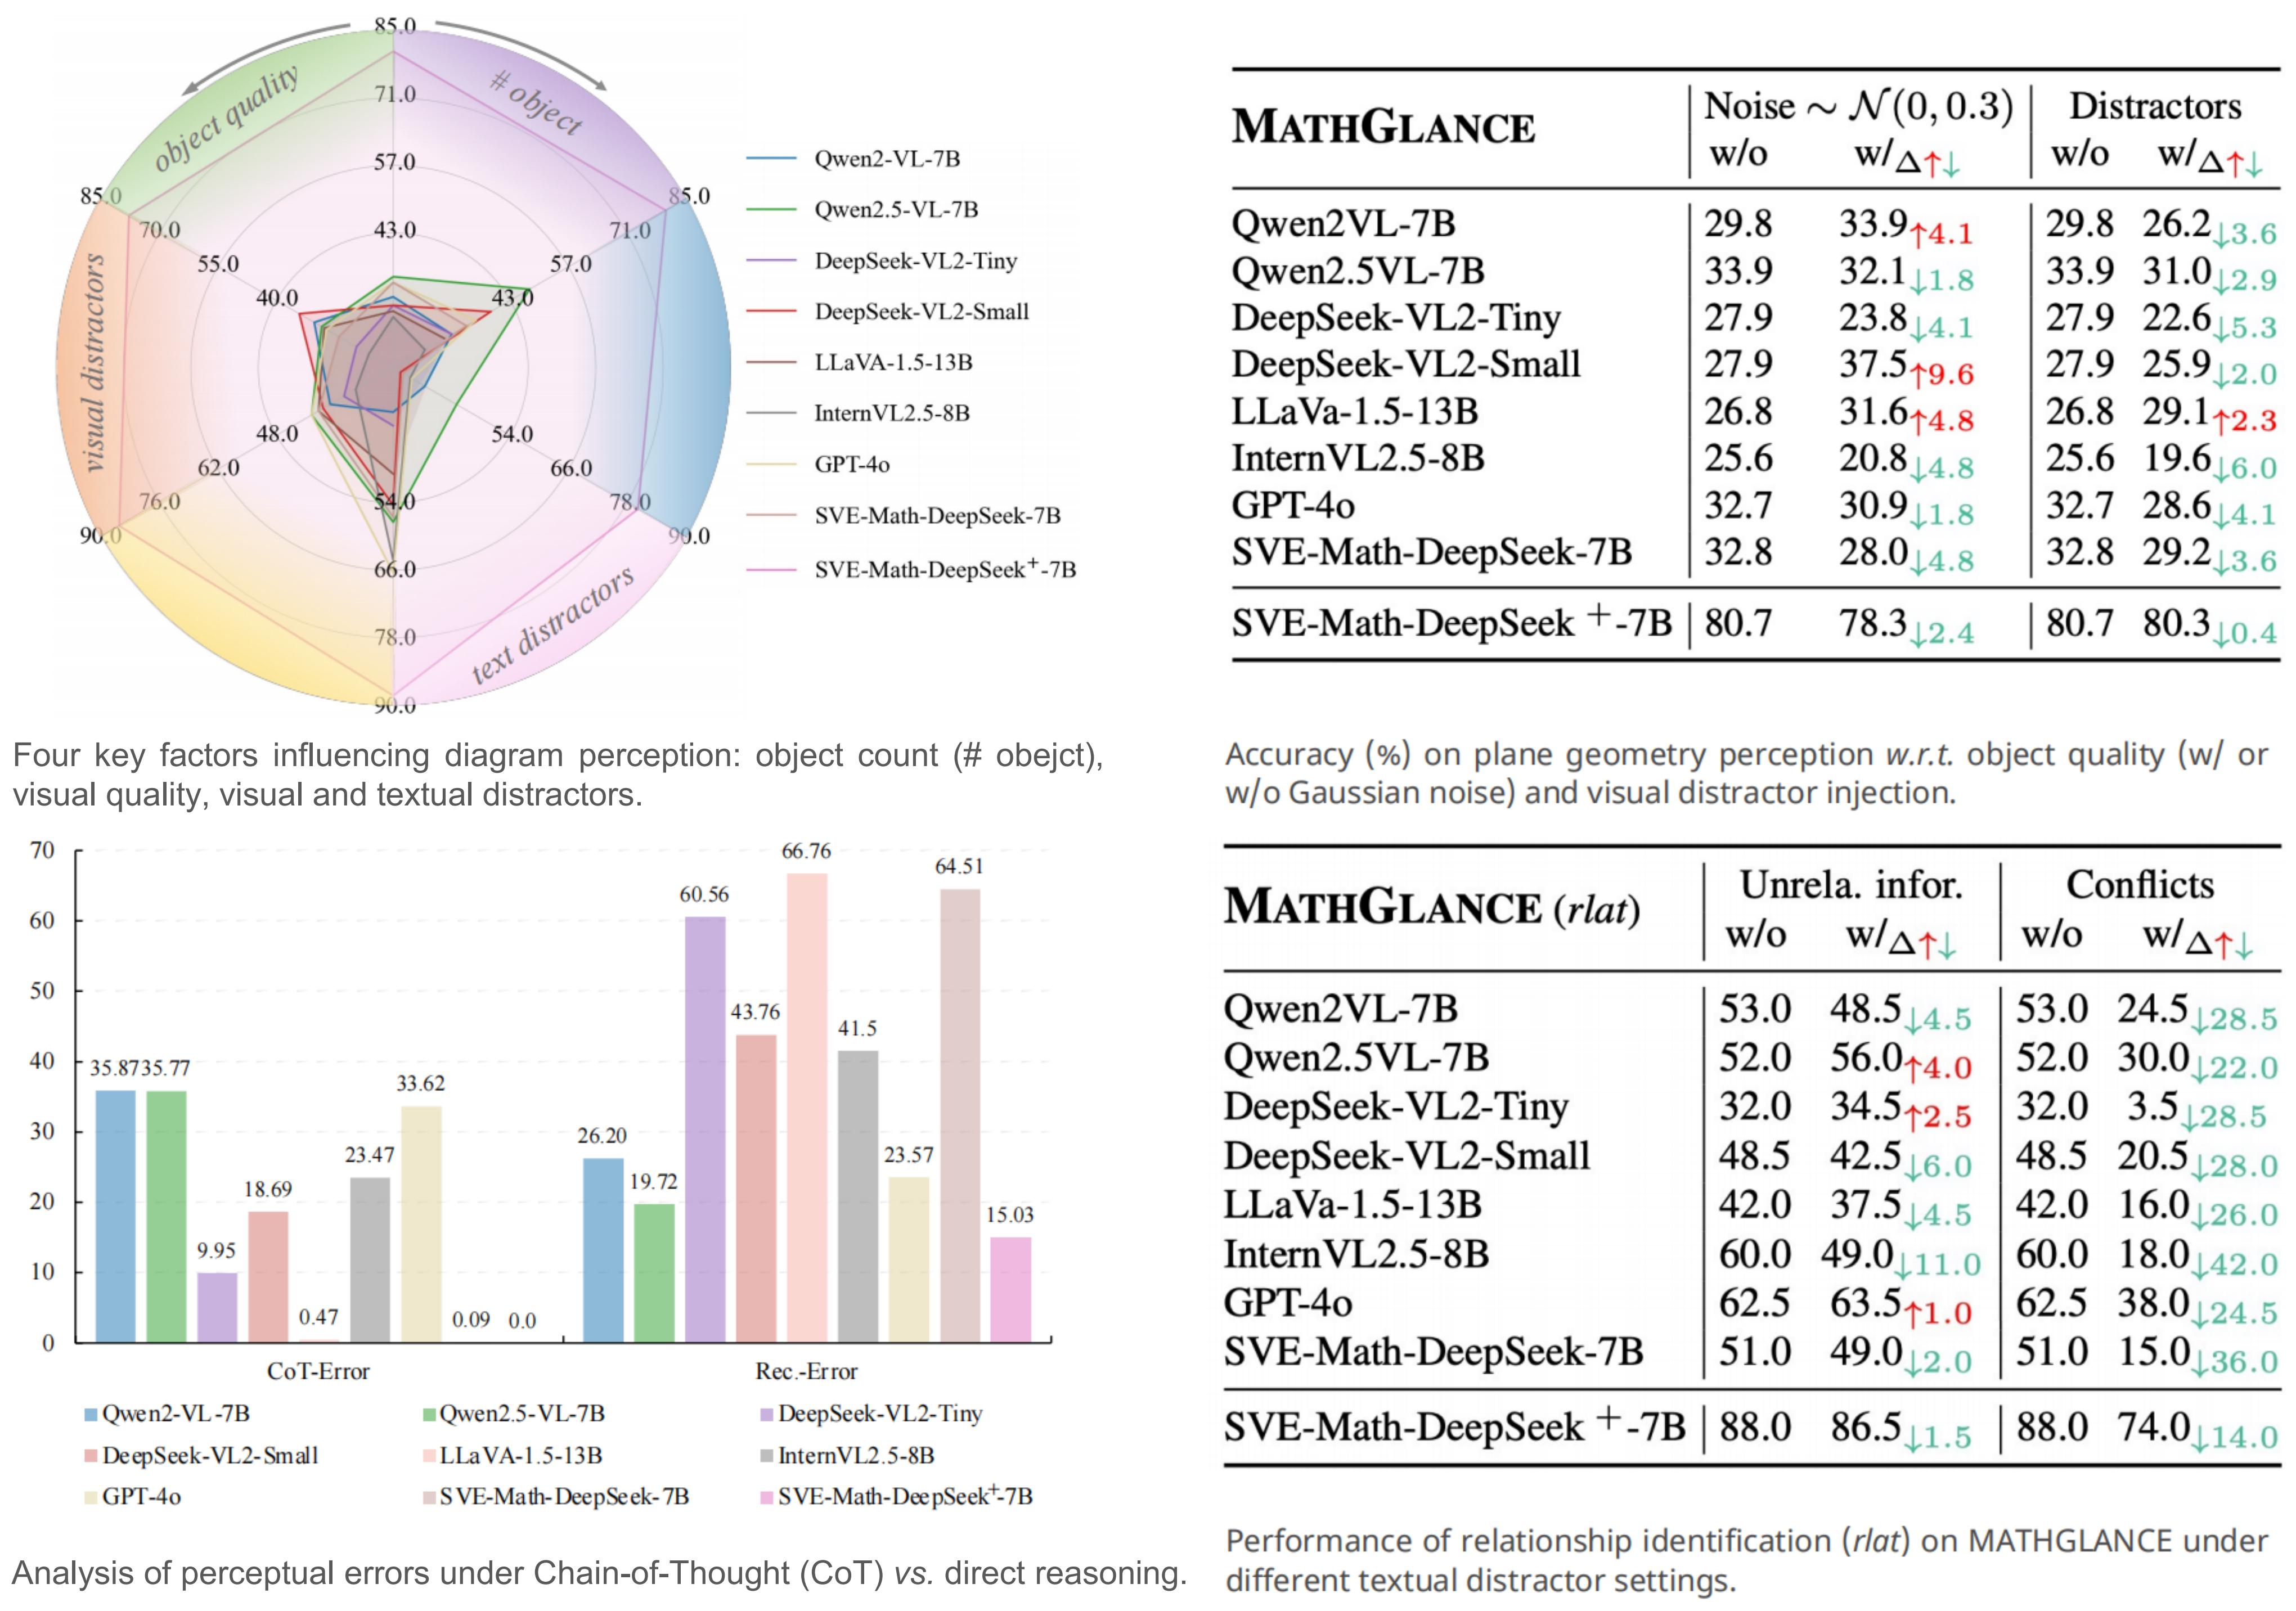 85.0
71.0
57.0
43.0
object quality
# object
85.0
70.0
55.0
40.0
85.0
71.0
57.0
43.0
visual distractors
48.0
62.0
76.0
90.0
54.0
66.0
78.0
90.0
54.0
66.0
78.0
90.0
text distractors
Qwen2-VL-7B
Qwen2.5-VL-7B
DeepSeek-VL2-Tiny
DeepSeek-VL2-Small
LLaVA-1.5-13B
InternVL2.5-8B
GPT-4o
SVE-Math-DeepSeek-7B
SVE-Math-DeepSeek⁺-7B
Four key factors influencing diagram perception: object count (# obejct),
visual quality, visual and textual distractors.
MATHGLANCE Noise ~ 𝒩(0, 0.3) Distractors
w/o w/Δ↑↓ w/o w/Δ↑↓
Qwen2VL-7B 29.8 33.9↑4.1 29.8 26.2↓3.6
Qwen2.5VL-7B 33.9 32.1↓1.8 33.9 31.0↓2.9
DeepSeek-VL2-Tiny 27.9 23.8↓4.1 27.9 22.6↓5.3
DeepSeek-VL2-Small 27.9 37.5↑9.6 27.9 25.9↓2.0
LLaVa-1.5-13B 26.8 31.6↑4.8 26.8 29.1↑2.3
InternVL2.5-8B 25.6 20.8↓4.8 25.6 19.6↓6.0
GPT-4o 32.7 30.9↓1.8 32.7 28.6↓4.1
SVE-Math-DeepSeek-7B 32.8 28.0↓4.8 32.8 29.2↓3.6
SVE-Math-DeepSeek ⁺-7B 80.7 78.3↓2.4 80.7 80.3↓0.4
Accuracy (%) on plane geometry perception w.r.t. object quality (w/ or
w/o Gaussian noise) and visual distractor injection.
70
60
50
40
30
20
10
0
35.87 35.77 9.95 18.69 0.47 23.47 33.62 0.09 0.0
26.20 19.72 60.56 43.76 66.76 41.5 23.57 64.51 15.03
CoT-Error Rec.-Error
Qwen2-VL-7B Qwen2.5-VL-7B DeepSeek-VL2-Tiny
DeepSeek-VL2-Small LLaVA-1.5-13B InternVL2.5-8B
GPT-4o SVE-Math-DeepSeek-7B SVE-Math-DeepSeek⁺-7B
Analysis of perceptual errors under Chain-of-Thought (CoT) vs. direct reasoning.
MATHGLANCE (rlat) Unrela. infor. Conflicts
w/o w/Δ↑↓ w/o w/Δ↑↓
Qwen2VL-7B 53.0 48.5↓4.5 53.0 24.5↓28.5
Qwen2.5VL-7B 52.0 56.0↑4.0 52.0 30.0↓22.0
DeepSeek-VL2-Tiny 32.0 34.5↑2.5 32.0 3.5↓28.5
DeepSeek-VL2-Small 48.5 42.5↓6.0 48.5 20.5↓28.0
LLaVa-1.5-13B 42.0 37.5↓4.5 42.0 16.0↓26.0
InternVL2.5-8B 60.0 49.0↓11.0 60.0 18.0↓42.0
GPT-4o 62.5 63.5↑1.0 62.5 38.0↓24.5
SVE-Math-DeepSeek-7B 51.0 49.0↓2.0 51.0 15.0↓36.0
SVE-Math-DeepSeek ⁺-7B 88.0 86.5↓1.5 88.0 74.0↓14.0
Performance of relationship identification (rlat) on MATHGLANCE under
different textual distractor settings.